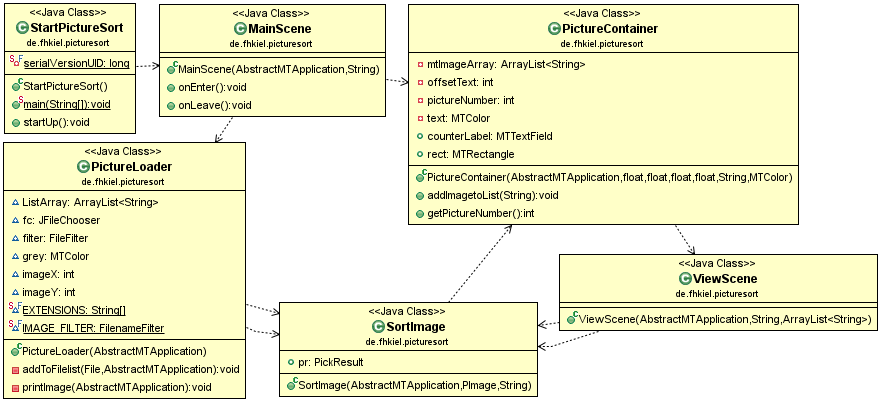 <<Java Class>>
StartPictureSort
de.fhkiel.picturesort
serialVersionUID: long
StartPictureSort()
main(String[]):void
startUp():void
<<Java Class>>
MainScene
de.fhkiel.picturesort
MainScene(AbstractMTApplication,String)
onEnter():void
onLeave():void
<<Java Class>>
PictureContainer
de.fhkiel.picturesort
mtImageArray: ArrayList<String>
offsetText: int
pictureNumber: int
text: MTColor
counterLabel: MTTextField
rect: MTRectangle
PictureContainer(AbstractMTApplication,float,float,float,float,String,MTColor)
addImagetoList(String):void
getPictureNumber():int
<<Java Class>>
PictureLoader
de.fhkiel.picturesort
ListArray: ArrayList<String>
fc: JFileChooser
filter: FileFilter
grey: MTColor
imageX: int
imageY: int
EXTENSIONS: String[]
IMAGE_FILTER: FilenameFilter
PictureLoader(AbstractMTApplication)
addToFilelist(File,AbstractMTApplication):void
printImage(AbstractMTApplication):void
<<Java Class>>
ViewScene
de.fhkiel.picturesort
ViewScene(AbstractMTApplication,String,ArrayList<String>)
<<Java Class>>
SortImage
de.fhkiel.picturesort
pr: PickResult
SortImage(AbstractMTApplication,PImage,String)